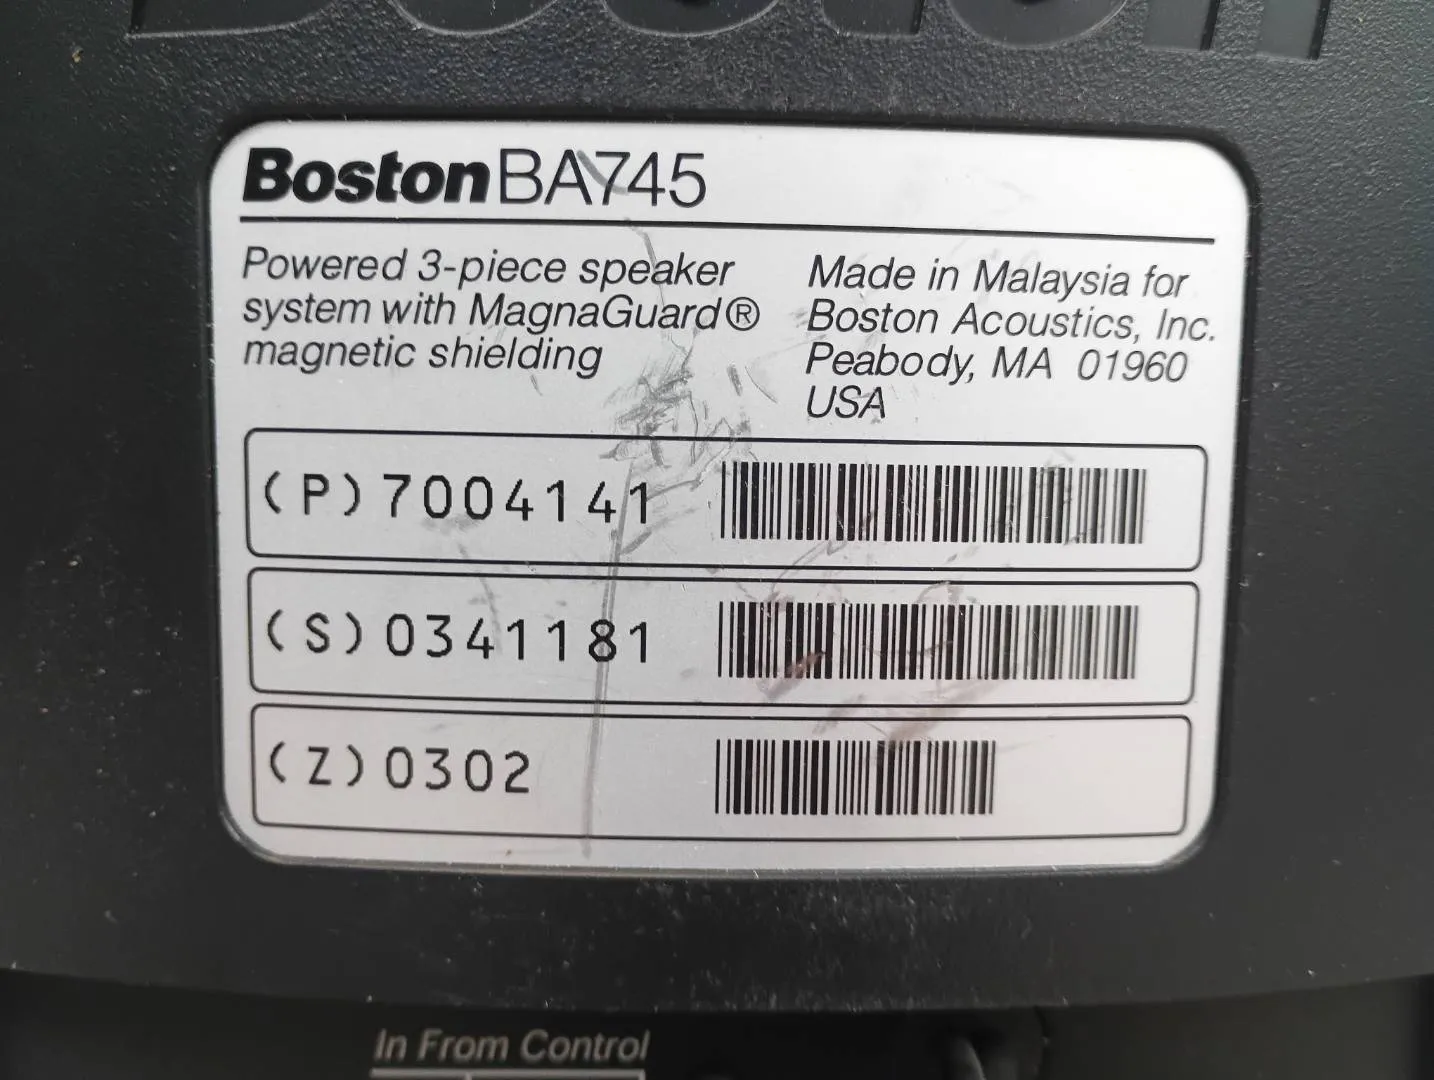 Boston
Boston BA745
Powered 3-piece speaker
system with MagnaGuard®
magnetic shielding
Made in Malaysia for
Boston Acoustics, Inc.
Peabody, MA 01960
USA
(P)7004141
(S)0341181
(Z)0302
In From Control